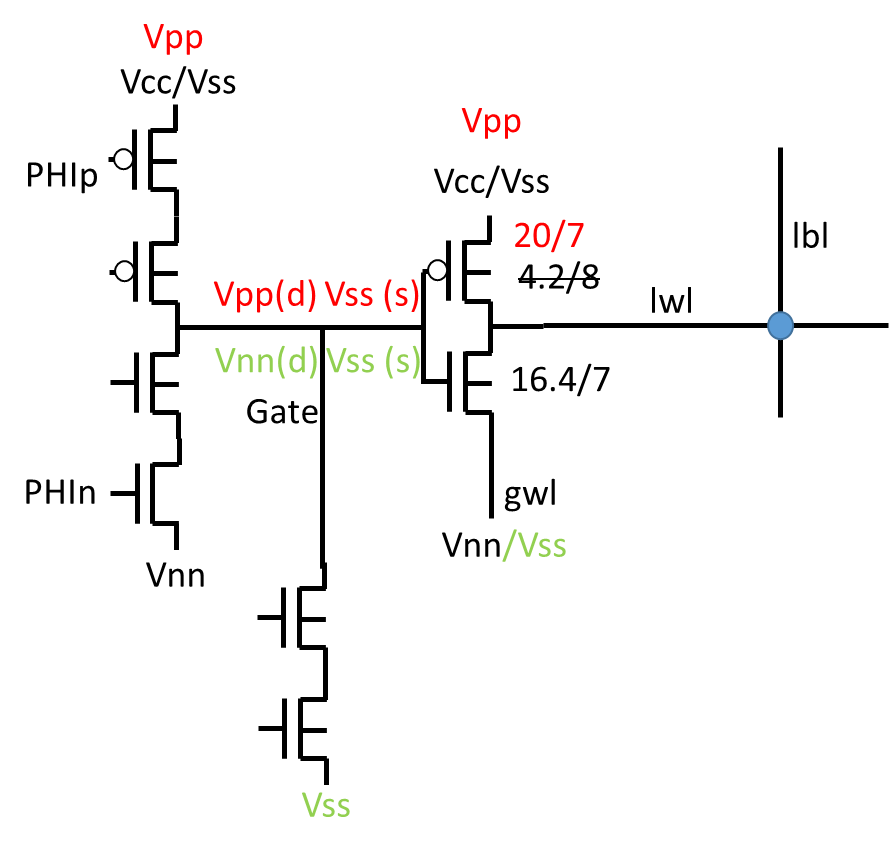 Vpp
Vcc/Vss
Vpp
PHIp
Vcc/Vss
20/7
lbl
4.2/8
Vpp(d) Vss (s)
lwl
Vnn(d) Vss (s)
16.4/7
Gate
PHIn
gwl
Vnn/Vss
Vnn
Vss